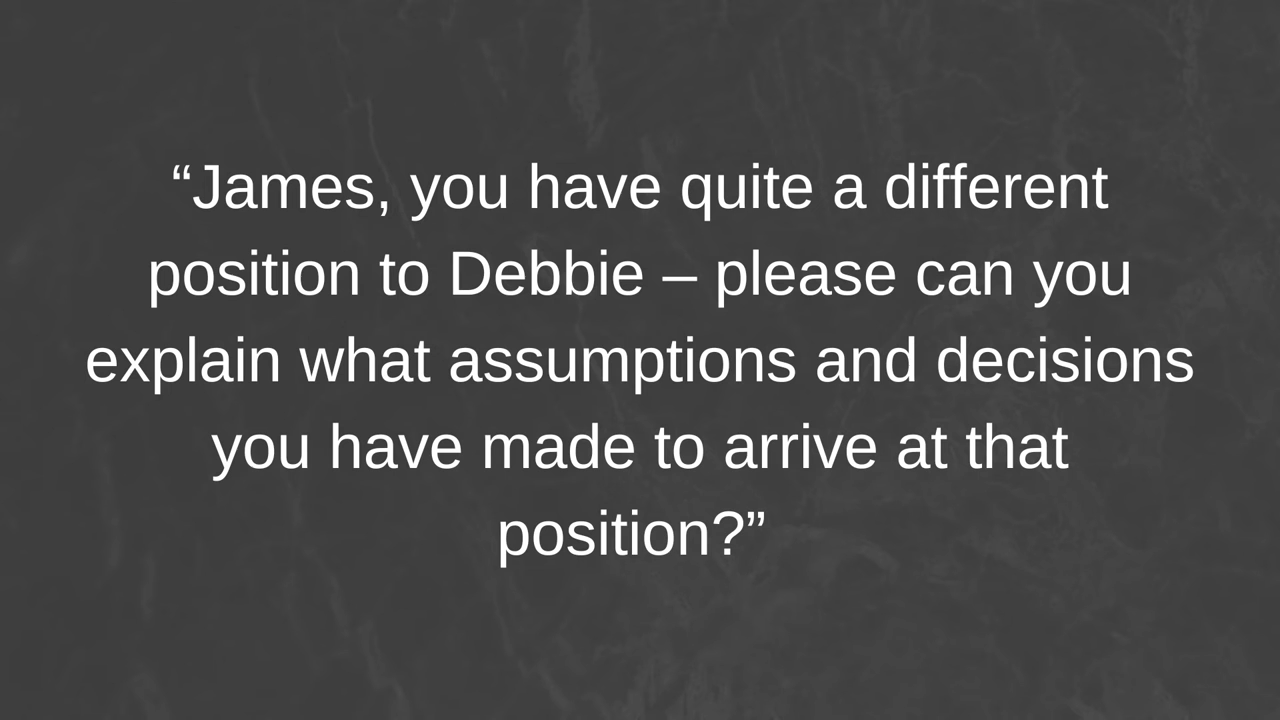 “James, you have quite a different
position to Debbie – please can you
explain what assumptions and decisions
you have made to arrive at that
position?”